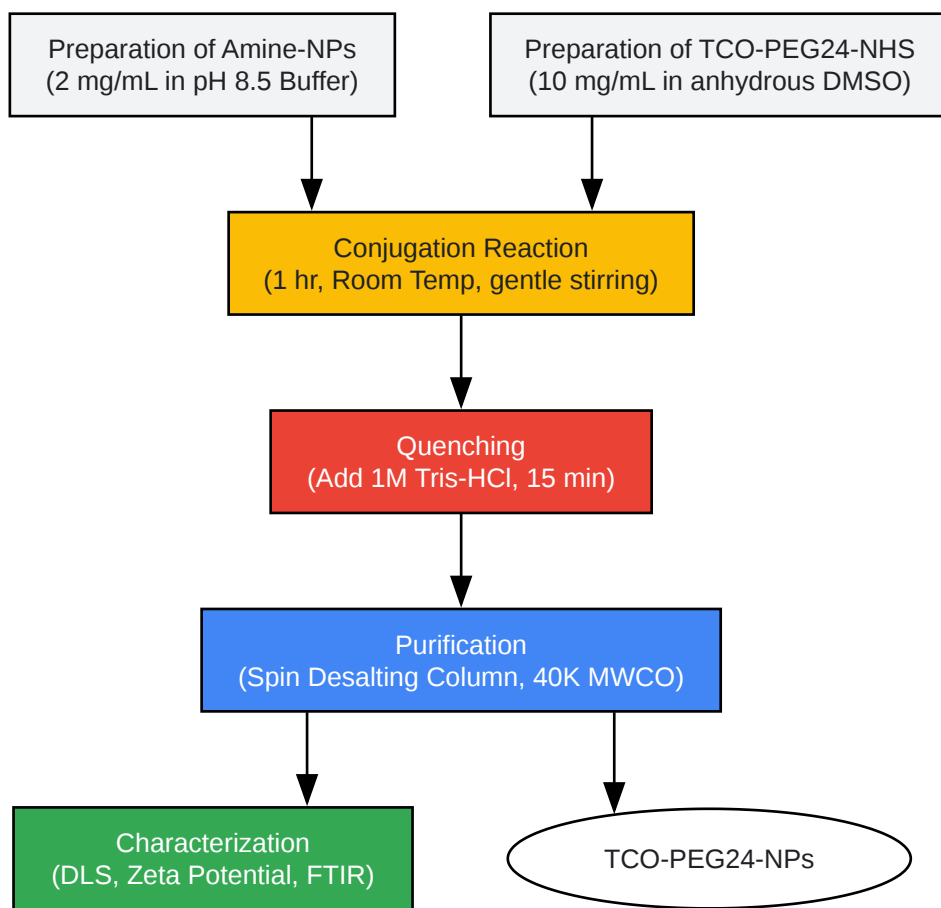 Preparation of Amine-NPs
(2 mg/mL in pH 8.5 Buffer)
Preparation of TCO-PEG24-NHS
(10 mg/mL in anhydrous DMSO)
Conjugation Reaction
(1 hr, Room Temp, gentle stirring)
Quenching
(Add 1M Tris-HCl, 15 min)
Purification
(Spin Desalting Column, 40K MWCO)
Characterization
(DLS, Zeta Potential, FTIR)
TCO-PEG24-NPs